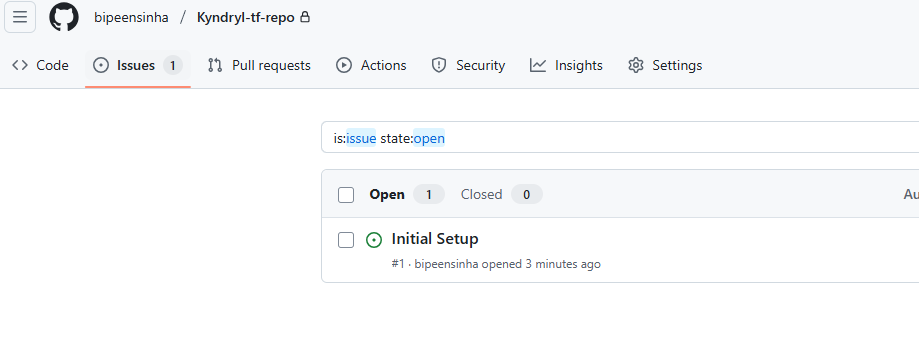 bipeensinha / Kyndryl-tf-repo
Code Issues 1 Pull requests Actions Security Insights Settings
is:issue state:open
Open 1 Closed 0 Au
Initial Setup
#1 · bipeensinha opened 3 minutes ago